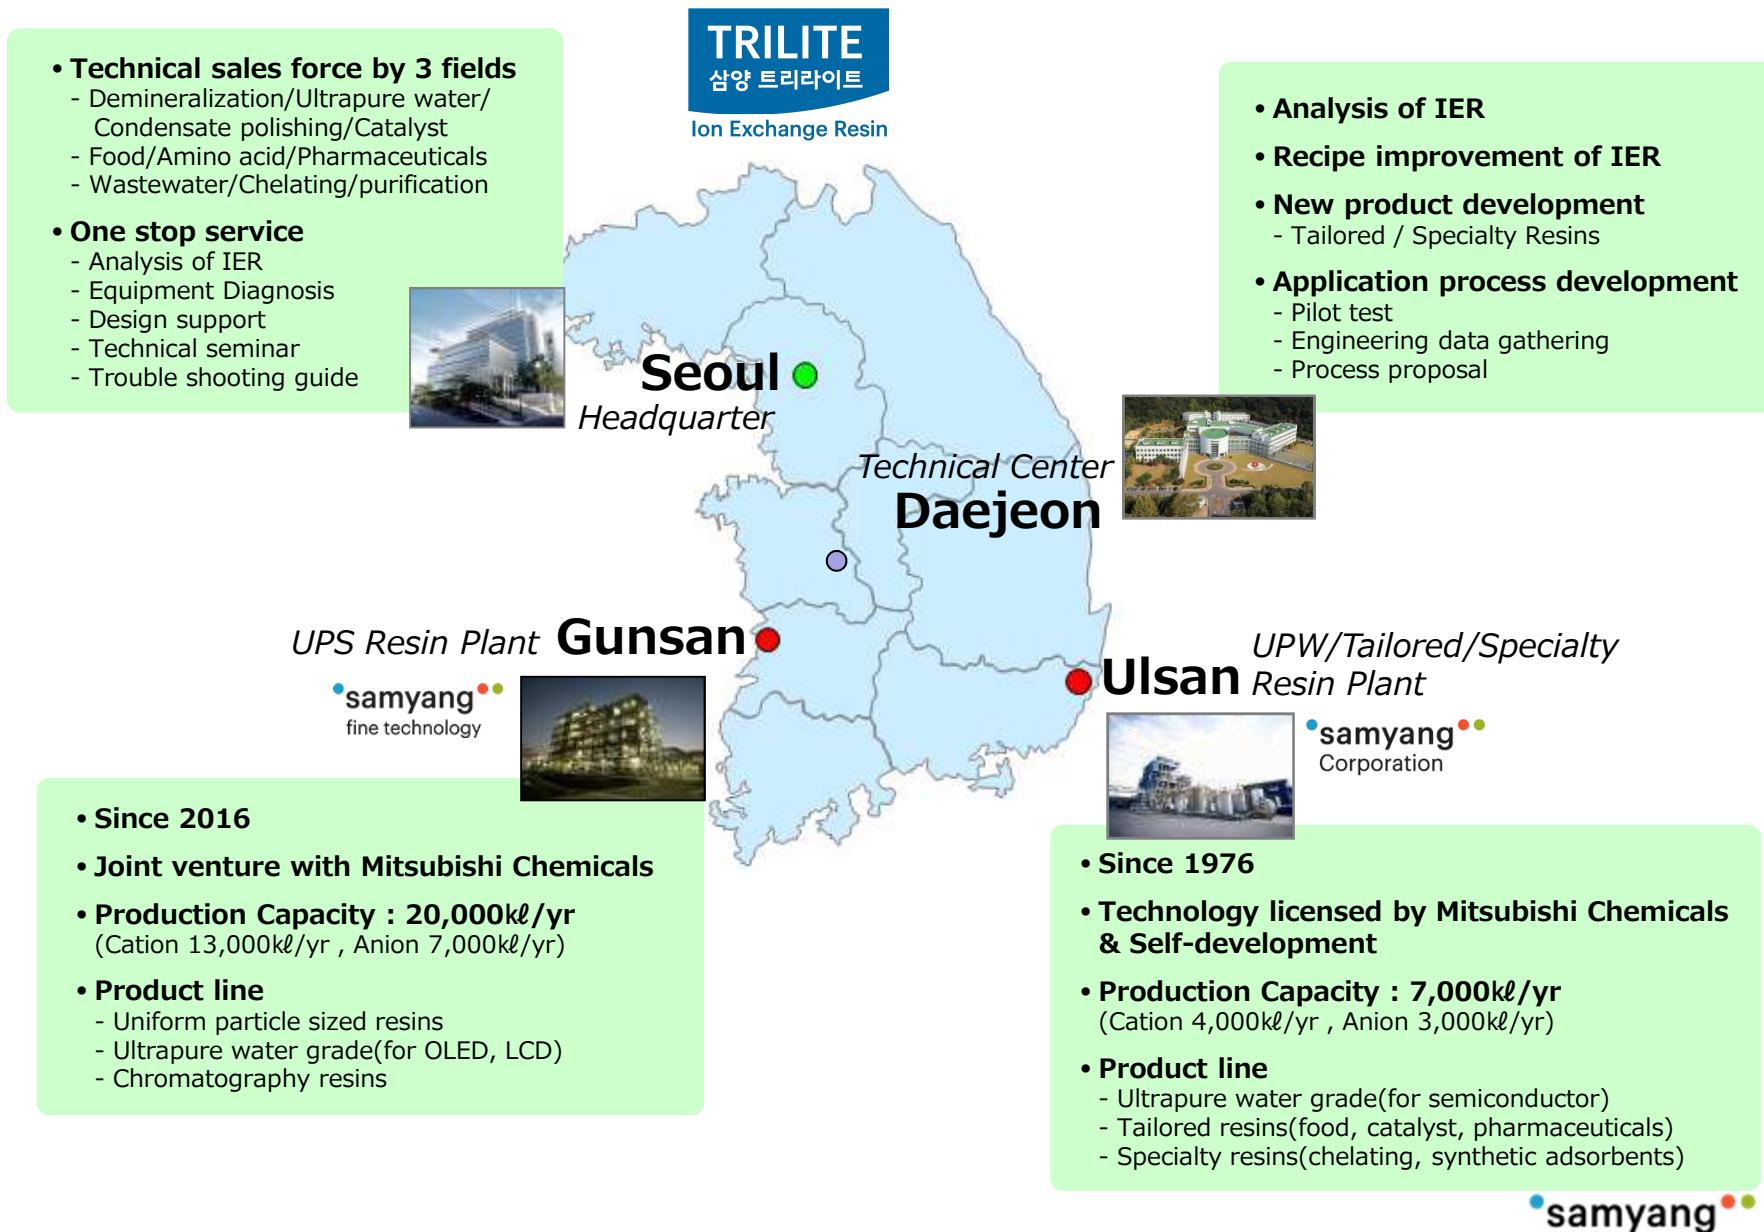 TRILITE
삼양 트리라이트
Ion Exchange Resin
• Technical sales force by 3 fields
- Demineralization/Ultrapure water/
Condensate polishing/Catalyst
- Food/Amino acid/Pharmaceuticals
- Wastewater/Chelating/purification
• One stop service
- Analysis of IER
- Equipment Diagnosis
- Design support
- Technical seminar
- Trouble shooting guide
• Analysis of IER
• Recipe improvement of IER
• New product development
- Tailored / Specialty Resins
• Application process development
- Pilot test
- Engineering data gathering
- Process proposal
Seoul
Headquarter
Technical Center
Daejeon
UPS Resin Plant Gunsan
samyang
fine technology
Ulsan
UPW/Tailored/Specialty
Resin Plant
samyang
Corporation
• Since 2016
• Joint venture with Mitsubishi Chemicals
• Production Capacity : 20,000㎘/yr
(Cation 13,000㎘/yr , Anion 7,000㎘/yr)
• Product line
- Uniform particle sized resins
- Ultrapure water grade(for OLED, LCD)
- Chromatography resins
• Since 1976
• Technology licensed by Mitsubishi Chemicals
& Self-development
• Production Capacity : 7,000㎘/yr
(Cation 4,000㎘/yr , Anion 3,000㎘/yr)
• Product line
- Ultrapure water grade(for semiconductor)
- Tailored resins(food, catalyst, pharmaceuticals)
- Specialty resins(chelating, synthetic adsorbents)
samyang